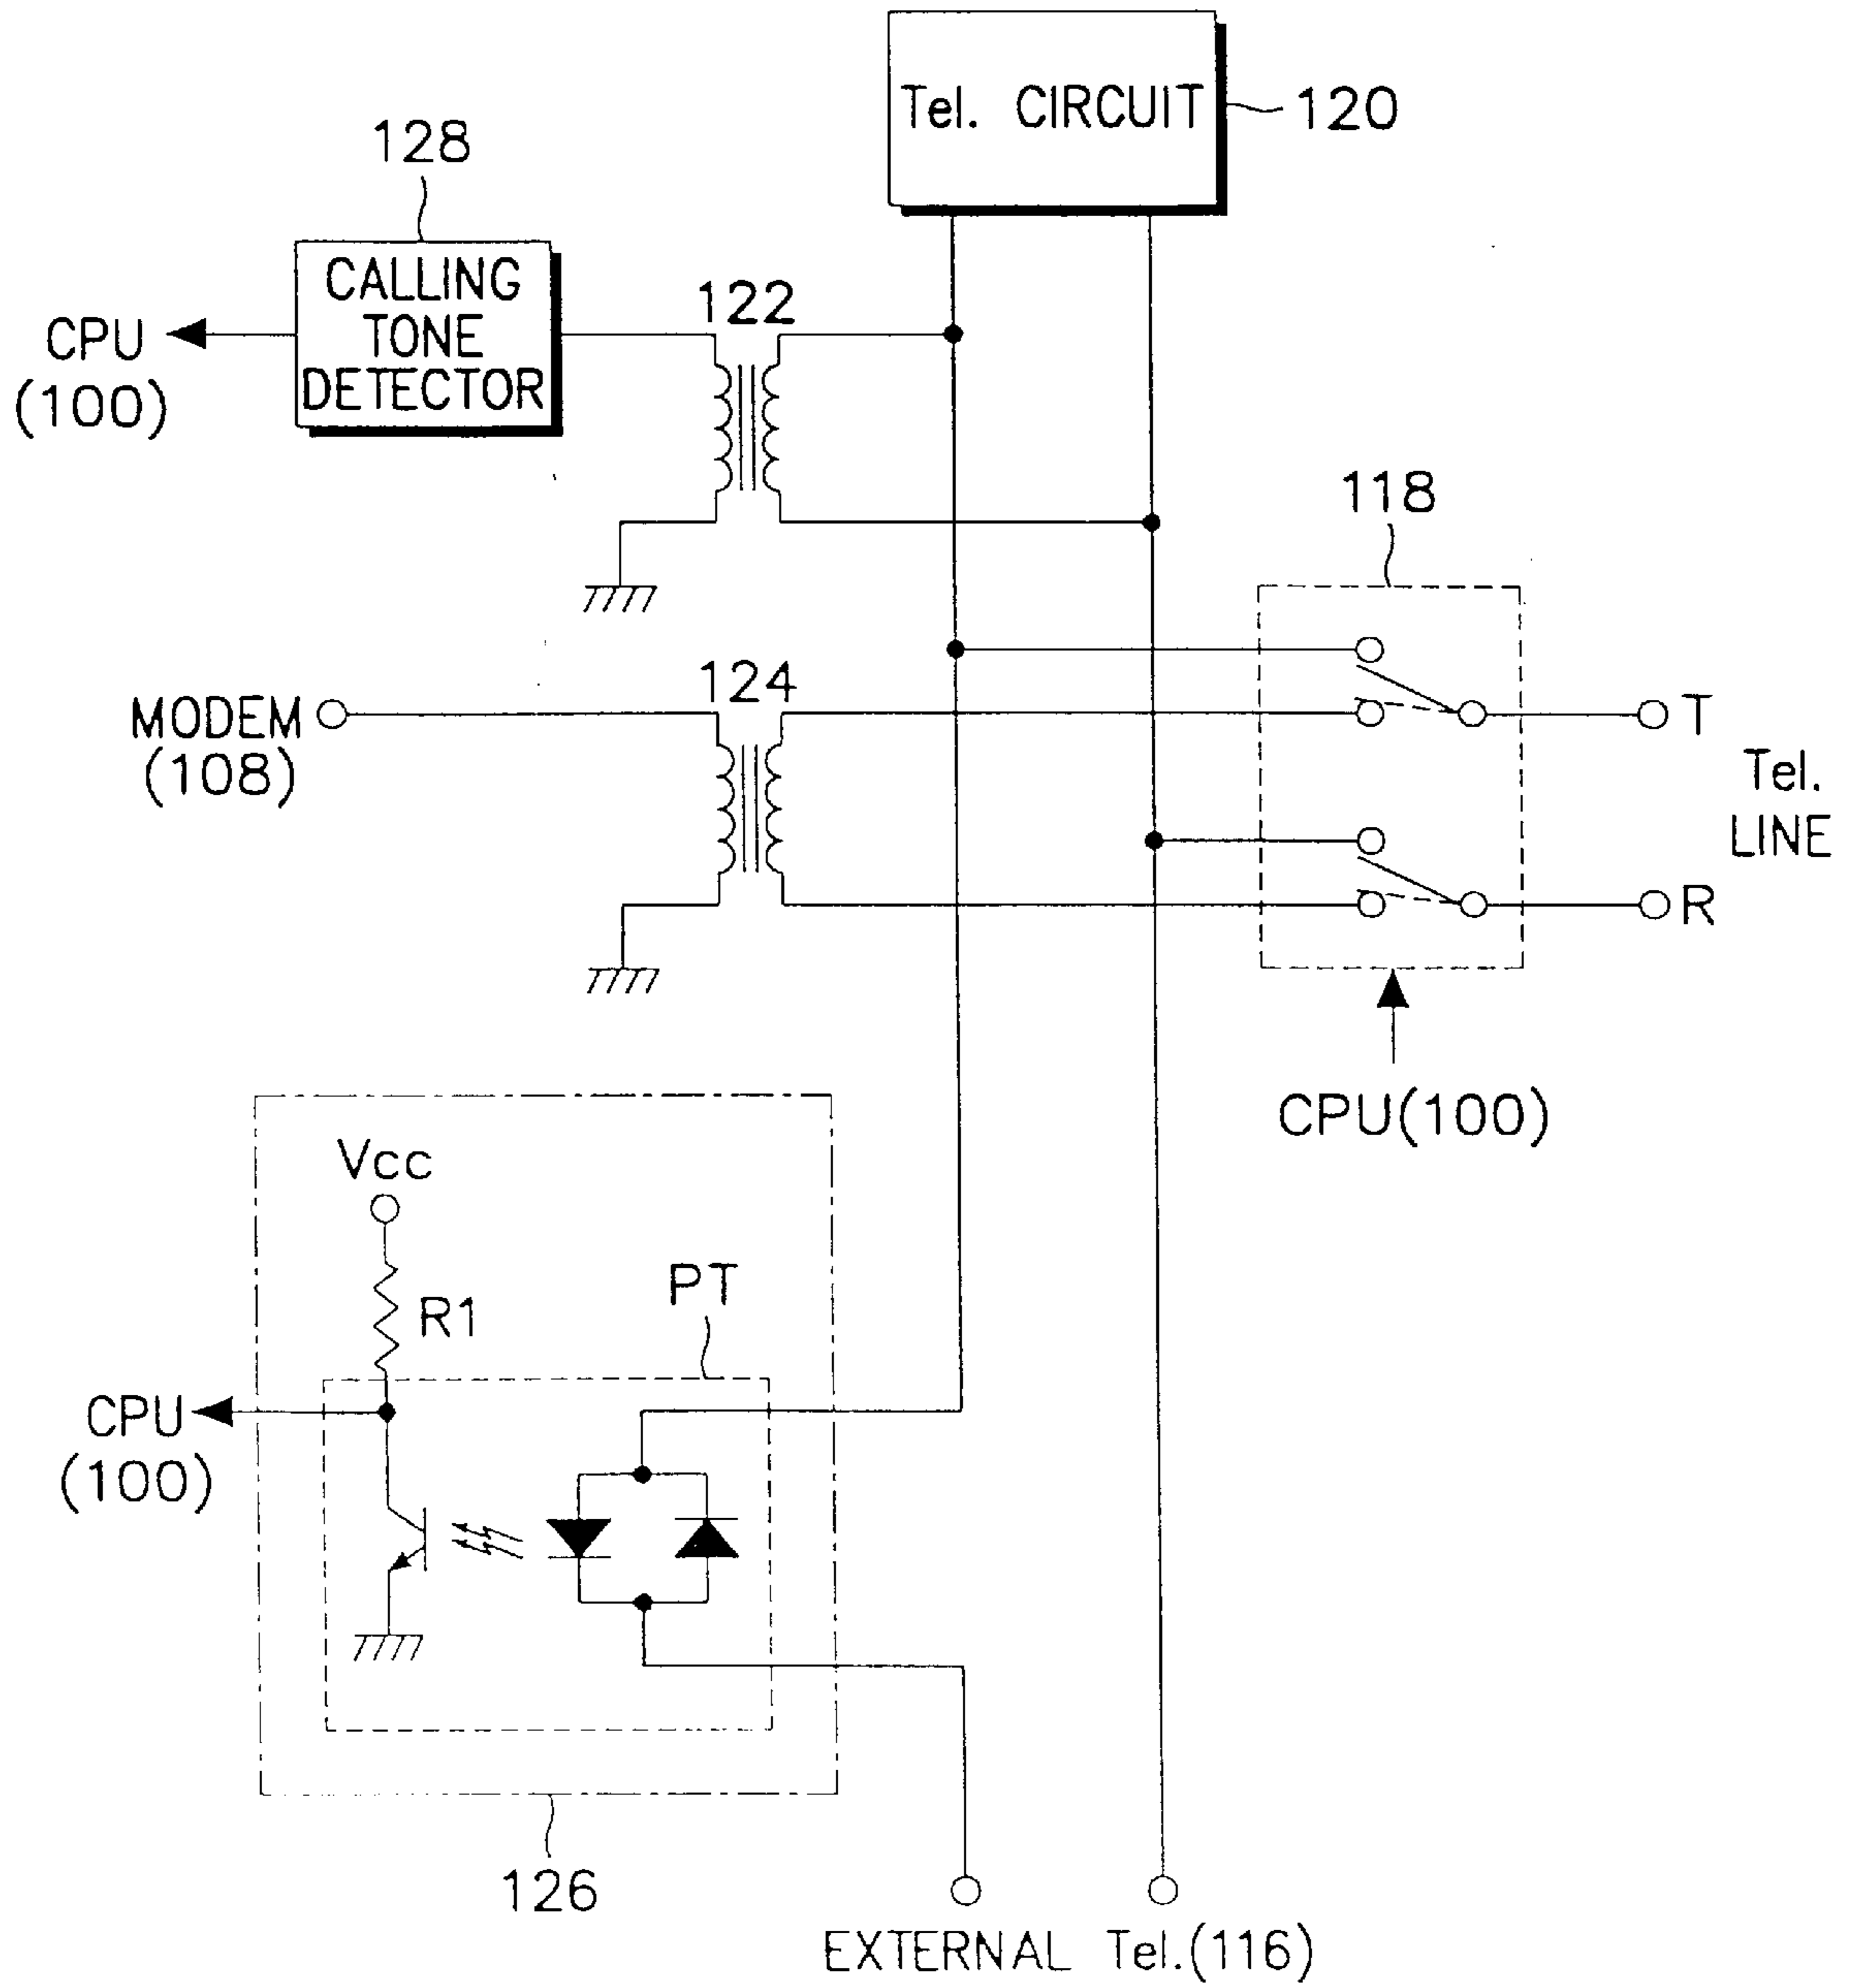 Tel. CIRCUIT
120
128
CALLING
TONE
DETECTOR
CPU
(100)
122
118
124
MODEM
(108)
T
Tel.
LINE
R
CPU(100)
Vcc
R1
PT
CPU
(100)
126
EXTERNAL Tel.(116)